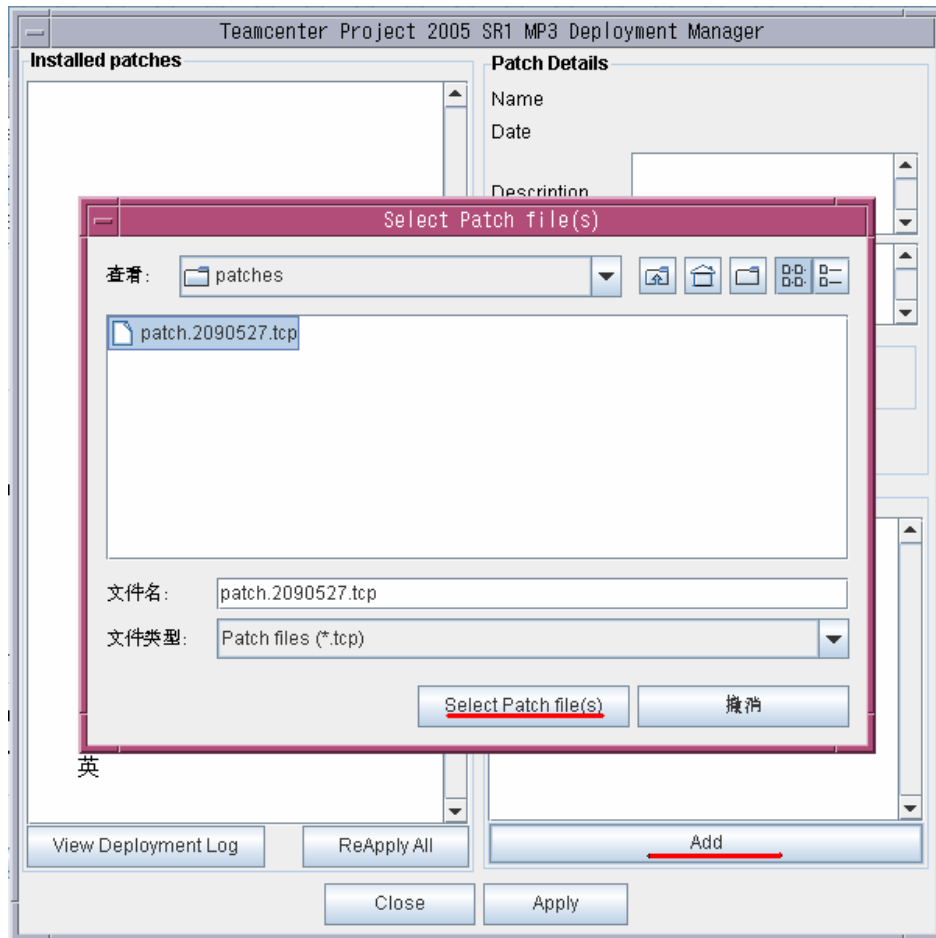 Teamcenter Project 2005 SR1 MP3 Deployment Manager
Installed patches
Patch Details
Name
Date
Description
Select Patch file(s)
查看:
patches
patch.2090527.tcp
文件名:
patch.2090527.tcp
文件类型:
Patch files (*.tcp)
Select Patch file(s)
撤消
英
View Deployment Log
ReApply All
Add
Close
Apply